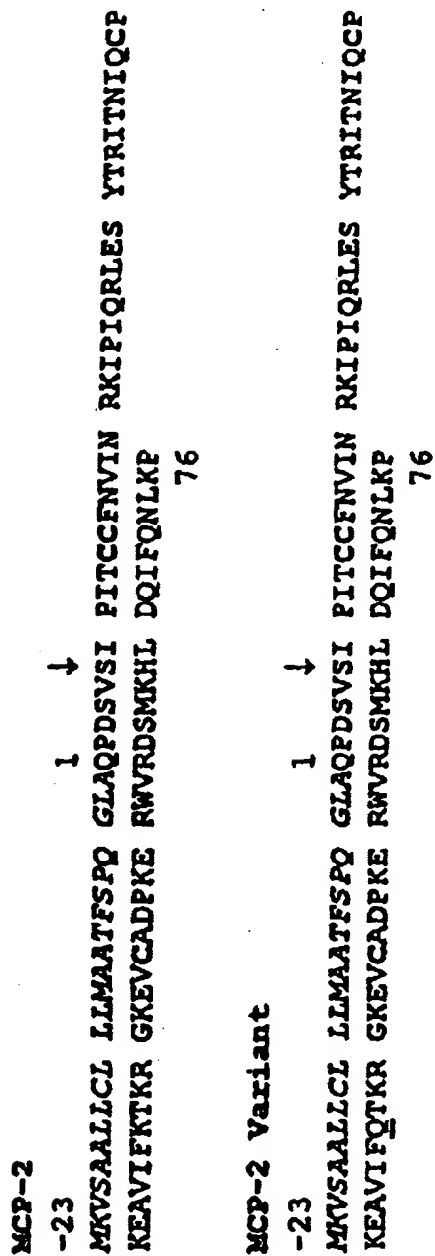 MCP-2
-23 1 ↓
MKVSAALLCL LLMAATFSPQ GLAQPDSVSI PITCCFNVIN RKIPIQRLES YTRITNIQCP
KEAVIFKTKR GKEVCADPKE RWVRDSMKHL DQIFQNLKP
76
MCP-2 Variant
-23 1 ↓
MKVSAALLCL LLMAATFSPQ GLAQPDSVSI PITCCFNVIN RKIPIQRLES YTRITNIQCP
KEAVIFQTKR GKEVCADPKE RWVRDSMKHL DQIFQNLKP
76